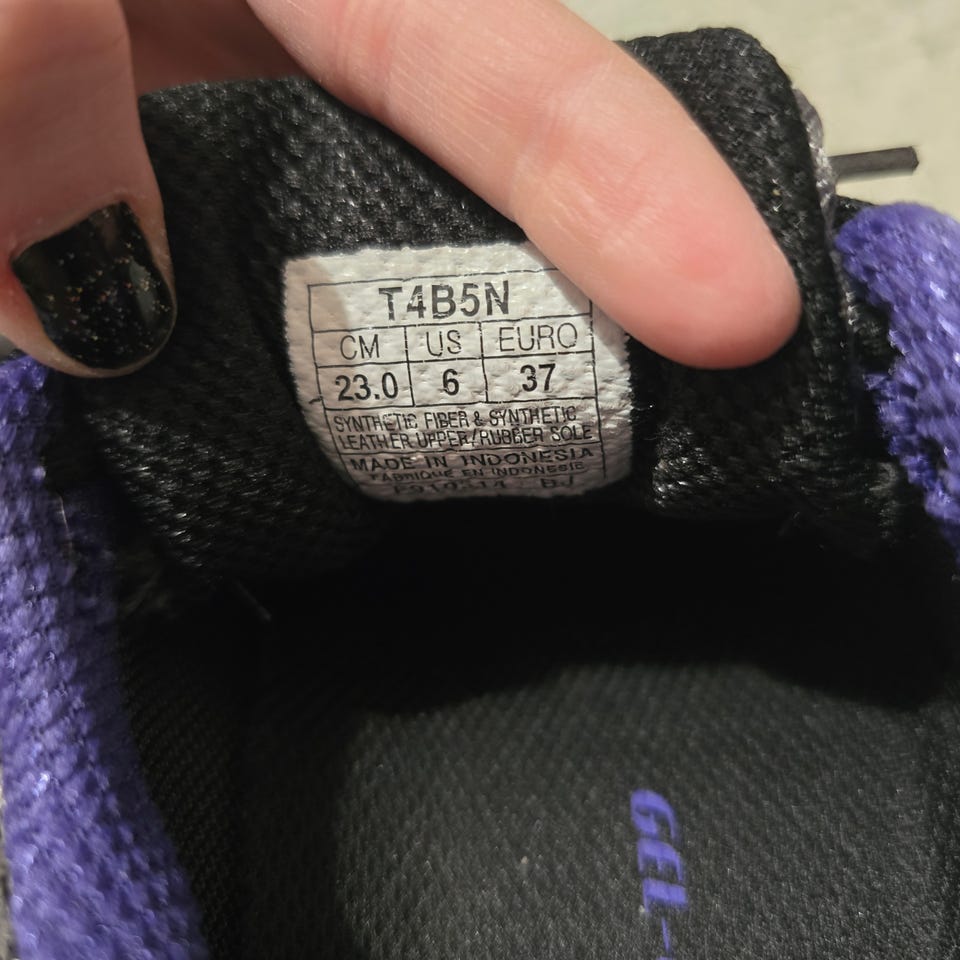 T4B5N
CM US EURO
23.0 6 37
SYNTHETIC FIBER & SYNTHETIC
LEATHER UPPER/RUBBER SOLE
MADE IN INDONESIA
FABRIQUE EN INDONESIE
GEL-